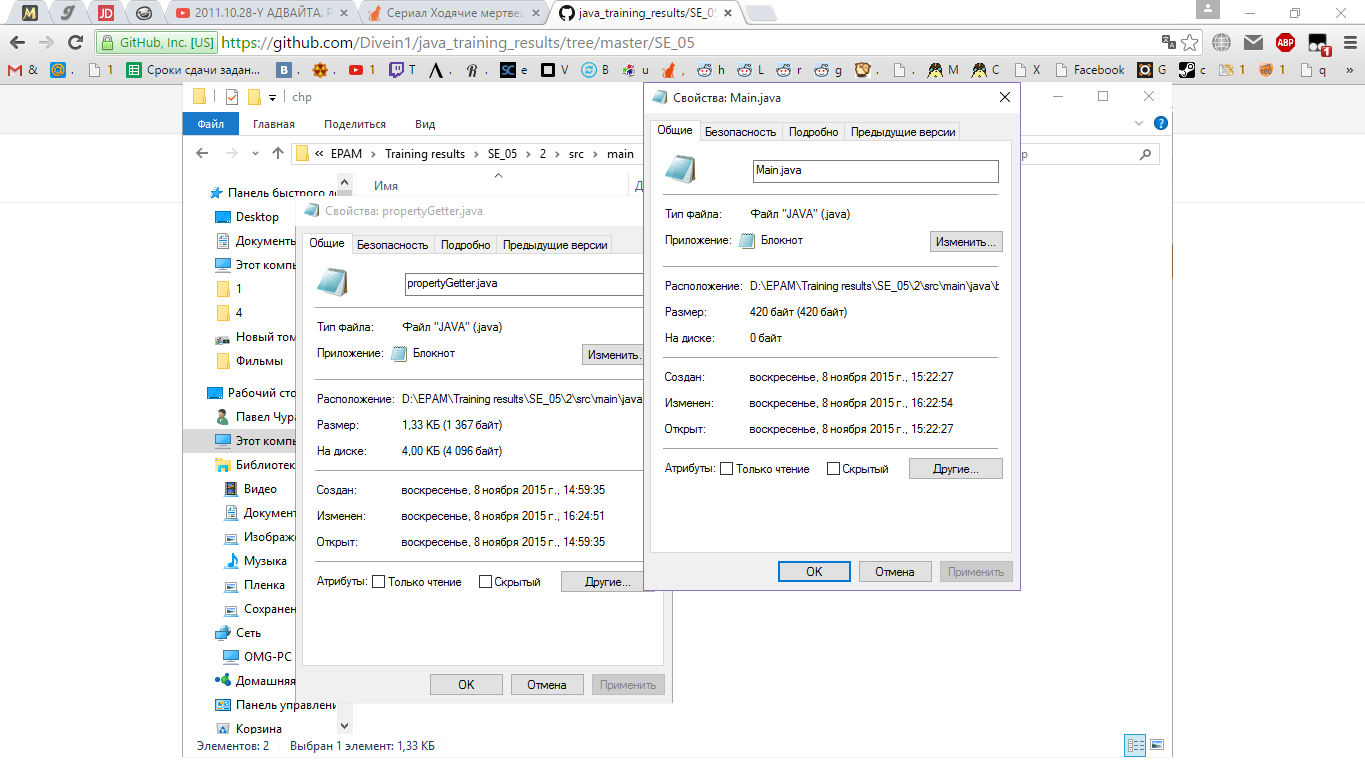 2011.10.28-Y АДВАЙТА. Р
Сериал Ходячие мертвец
java_training_results/SE_05
GitHub, Inc. [US] https://github.com/Divein1/java_training_results/tree/master/SE_05
& 1 Сроки сдачи задан... B . 1 T . . e V B u , h L r g . . M C X Facebook G c 1 1 q »
chp
Файл Главная Поделиться Вид
« EPAM > Training results > SE_05 > 2 > src > main
Имя
Панель быстрого д
Desktop
Документь
Этот компь
1
4
Новый том
Фильмы
Рабочий сто
Павел Чура
Этот компь
Библиотек
Видео
Документ
Изображ
Музыка
Пленка
Сохранен
Сеть
OMG-PC
Домашняя
Панель управлени
Корзина
Элементов: 2 Выбран 1 элемент: 1,33 КБ
Свойства: propertyGetter.java
Общие Безопасность Подробно Предыдущие версии
propertyGetter.java
Тип файла: Файл "JAVA" (.java)
Приложение: Блокнот Изменить.
Расположение: D:\EPAM\Training results\SE_05\2\src\main\java
Размер: 1,33 КБ (1 367 байт)
На диске: 4,00 КБ (4 096 байт)
Создан: воскресенье, 8 ноября 2015 г., 14:59:35
Изменен: воскресенье, 8 ноября 2015 г., 16:24:51
Открыт: воскресенье, 8 ноября 2015 г., 14:59:35
Атрибуты: Только чтение Скрытый Другие...
OK Отмена Применить
Свойства: Main.java
Общие Безопасность Подробно Предыдущие версии
Main.java
Тип файла: Файл "JAVA" (.java)
Приложение: Блокнот Изменить...
Расположение: D:\EPAM\Training results\SE_05\2\src\main\java\b
Размер: 420 байт (420 байт)
На диске: 0 байт
Создан: воскресенье, 8 ноября 2015 г., 15:22:27
Изменен: воскресенье, 8 ноября 2015 г., 16:22:54
Открыт: воскресенье, 8 ноября 2015 г., 15:22:27
Атрибуты: Только чтение Скрытый Другие...
OK Отмена Применить